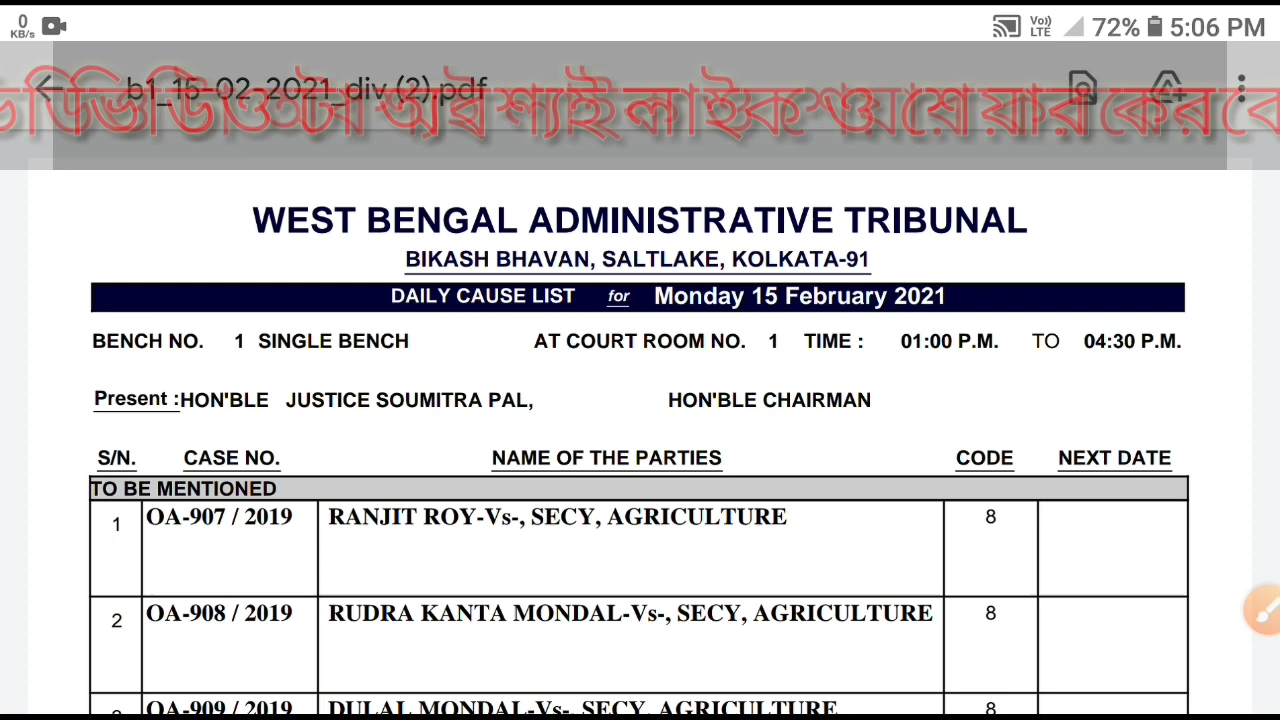 0
KB/s
Vo))
LTE
72% 5:06 PM
b1_15-02-2021_div (2).pdf
WEST BENGAL ADMINISTRATIVE TRIBUNAL
BIKASH BHAVAN, SALTLAKE, KOLKATA-91
DAILY CAUSE LIST for Monday 15 February 2021
BENCH NO. 1 SINGLE BENCH AT COURT ROOM NO. 1 TIME : 01:00 P.M. TO 04:30 P.M.
Present :HON'BLE JUSTICE SOUMITRA PAL, HON'BLE CHAIRMAN
S/N. CASE NO. NAME OF THE PARTIES CODE NEXT DATE
TO BE MENTIONED
1 OA-907 / 2019 RANJIT ROY-Vs-, SECY, AGRICULTURE 8
2 OA-908 / 2019 RUDRA KANTA MONDAL-Vs-, SECY, AGRICULTURE 8
OA-909 / 2019 DULAL MONDAL-Vs-, SECY, AGRICULTURE 8